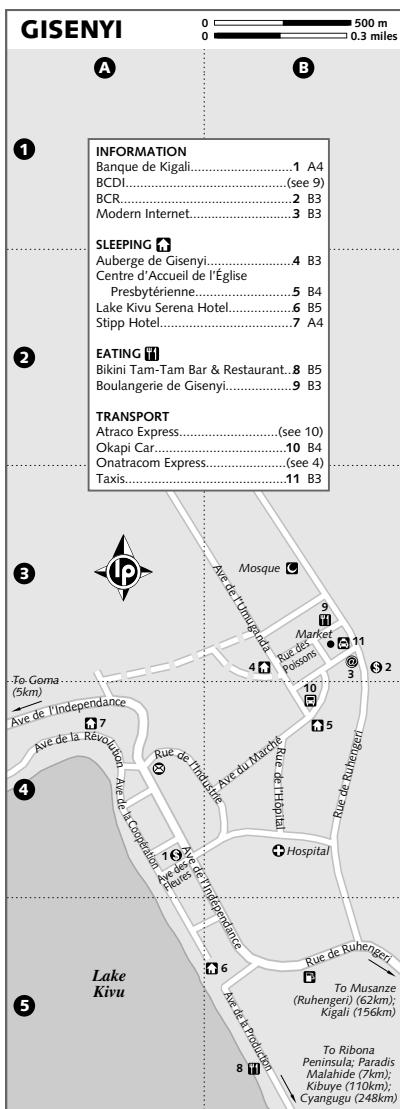 GISENYI
0 500 m
0 0.3 miles
A B
1
INFORMATION
Banque de Kigali..............................1 A4
BCDI........................................(see 9)
BCR.............................................2 B3
Modern Internet..............................3 B3
SLEEPING
Auberge de Gisenyi..........................4 B3
Centre d'Accueil de l'Église
Presbytérienne...........................5 B4
Lake Kivu Serena Hotel.....................6 B5
Stipp Hotel....................................7 A4
2
EATING
Bikini Tam-Tam Bar & Restaurant..8 B5
Boulangerie de Gisenyi.....................9 B3
TRANSPORT
Atraco Express...........................(see 10)
Okapi Car....................................10 B4
Onatracom Express......................(see 4)
Taxis...........................................11 B3
3
lp
Mosque
Ave de l'Umuganda
9
Market
11
Rue des
Poissons
4
3
2
To Goma
(5km)
10
Ave de l'Independance
7
5
Ave de la Révolution
Rue de l'Industrie
Ave du Marché
Rue de l'Hôpital
Rue de Ruhengeri
4
Ave de la Coopération
1
Ave des
Fleures
Hospital
Ave de l'Indépendance
Lake
Kivu
6
Rue de Ruhengeri
5
To Musanze
(Ruhengeri) (62km);
Kigali (156km)
Ave de la Production
8
To Ribona
Peninsula; Paradis
Malahide (7km);
Kibuye (110km);
Cyangugu (248km)